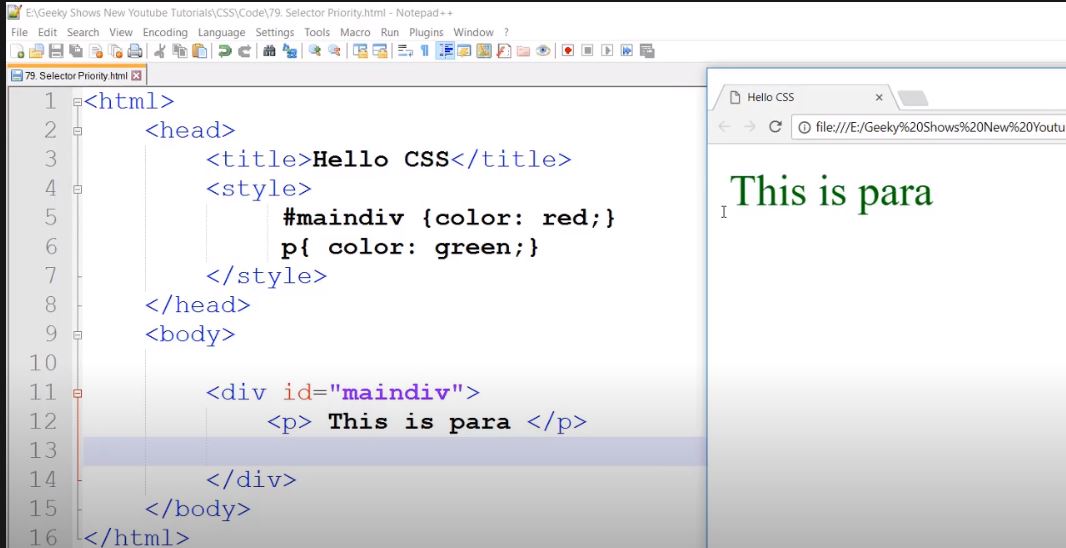 E:\Geeky Shows New Youtube Tutorials\CSS\Code\79. Selector Priority.html - Notepad++
File Edit Search View Encoding Language Settings Tools Macro Run Plugins Window ?
79. Selector Priority.html
1 <html>
2 <head>
3 <title>Hello CSS</title>
4 <style>
5 #maindiv {color: red;}
6 p{ color: green;}
7 </style>
8 </head>
9 <body>
10
11 <div id="maindiv">
12 <p> This is para </p>
13
14 </div>
15 </body>
16 </html>
Hello CSS
file:///E:/Geeky%20Shows%20New%20Youtu
This is para